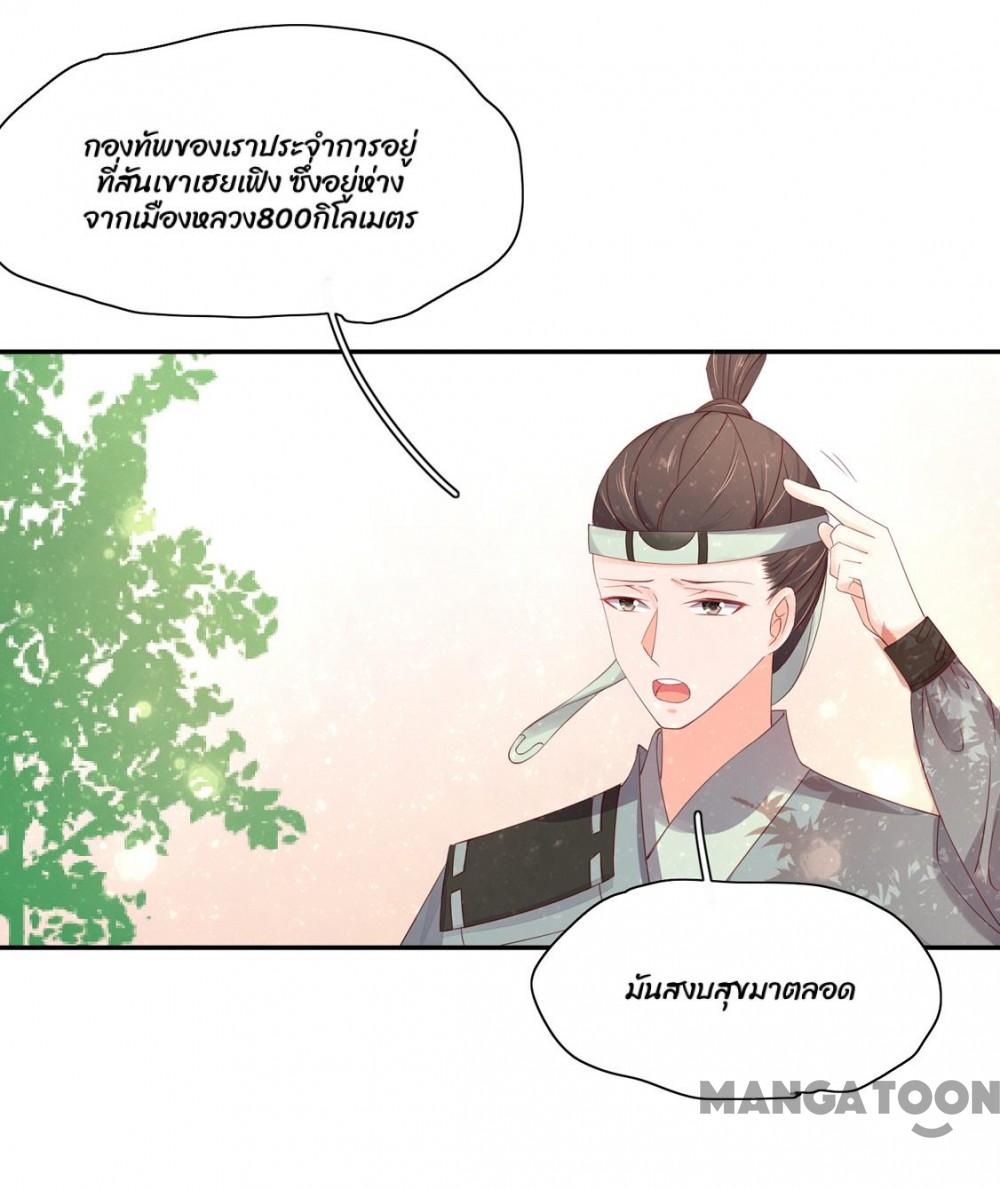 กองทัพของเราประจำการอยู่
ที่สันเขาเฮยเฟิง ซึ่งอยู่ห่าง
จากเมืองหลวง800กิโลเมตร
มันสงบสุขมาตลอด
MANGATOON